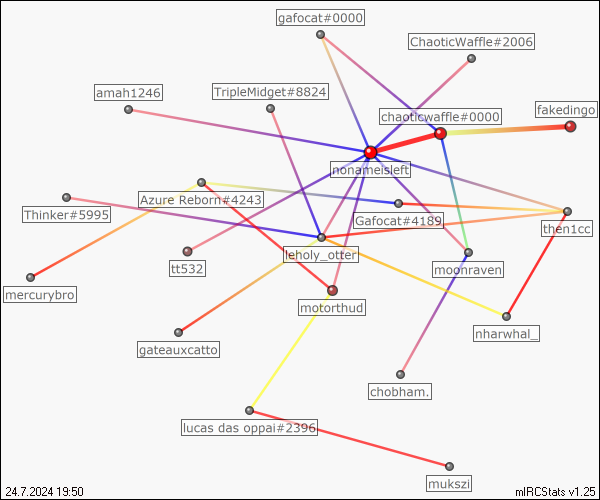 gafocat#0000
ChaoticWaffle#2006
amah1246
TripleMidget#8824
chaoticwaffle#0000
fakedingo
nonameisleft
Azure Reborn#4243
Thinker#5995
Gafocat#4189
then1cc
leholy_otter
tt532
moonraven
mercurybro
motorthud
nharwhal_
gateauxcatto
chobham.
lucas das oppai#2396
mukszi
24.7.2024 19:50
mIRCStats v1.25